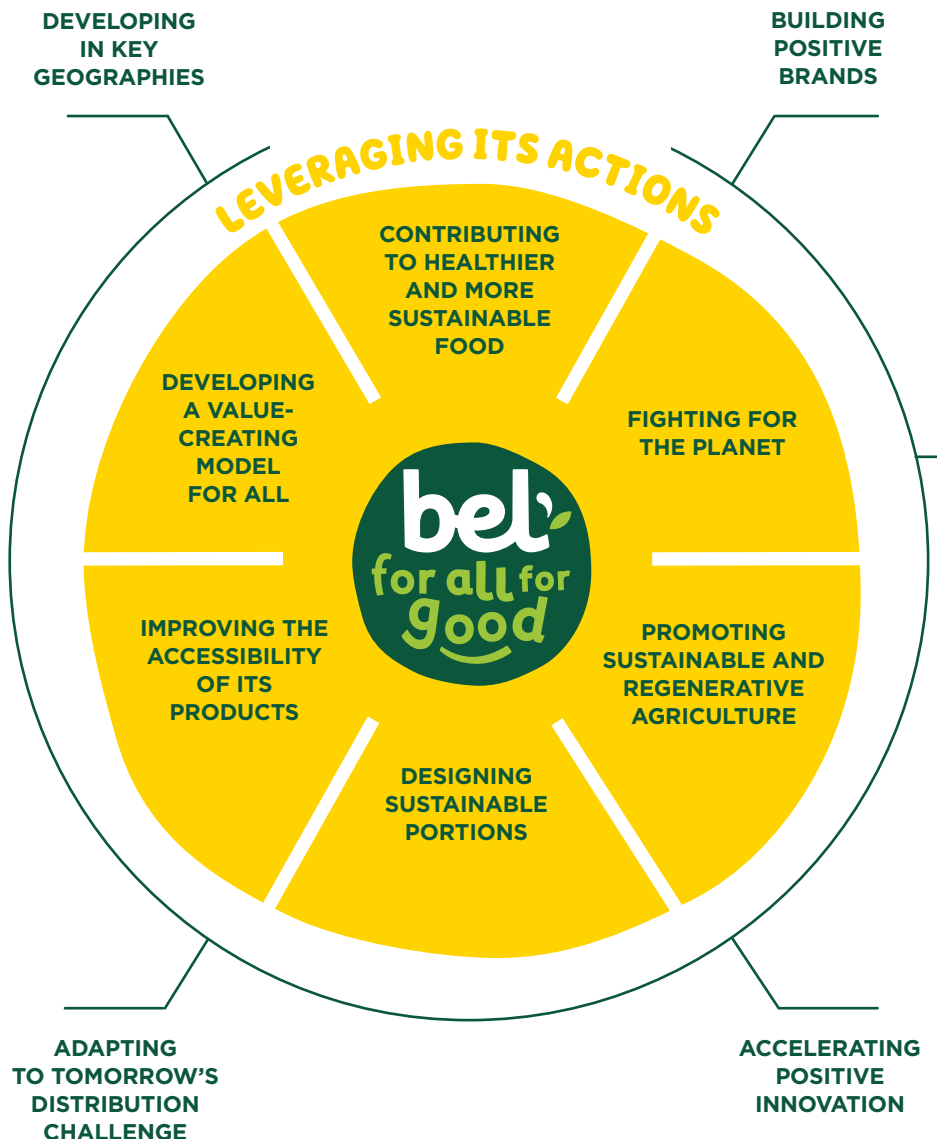 DEVELOPING
IN KEY
GEOGRAPHIES
BUILDING
POSITIVE
BRANDS
LEVERAGING ITS ACTIONS
CONTRIBUTING
TO HEALTHIER
AND MORE
SUSTAINABLE
FOOD
DEVELOPING
A VALUE-
CREATING
MODEL
FOR ALL
FIGHTING FOR
THE PLANET
bel
for all for
good
IMPROVING THE
ACCESSIBILITY
OF ITS
PRODUCTS
PROMOTING
SUSTAINABLE AND
REGENERATIVE
AGRICULTURE
DESIGNING
SUSTAINABLE
PORTIONS
ADAPTING
TO TOMORROW'S
DISTRIBUTION
CHALLENGE
ACCELERATING
POSITIVE
INNOVATION